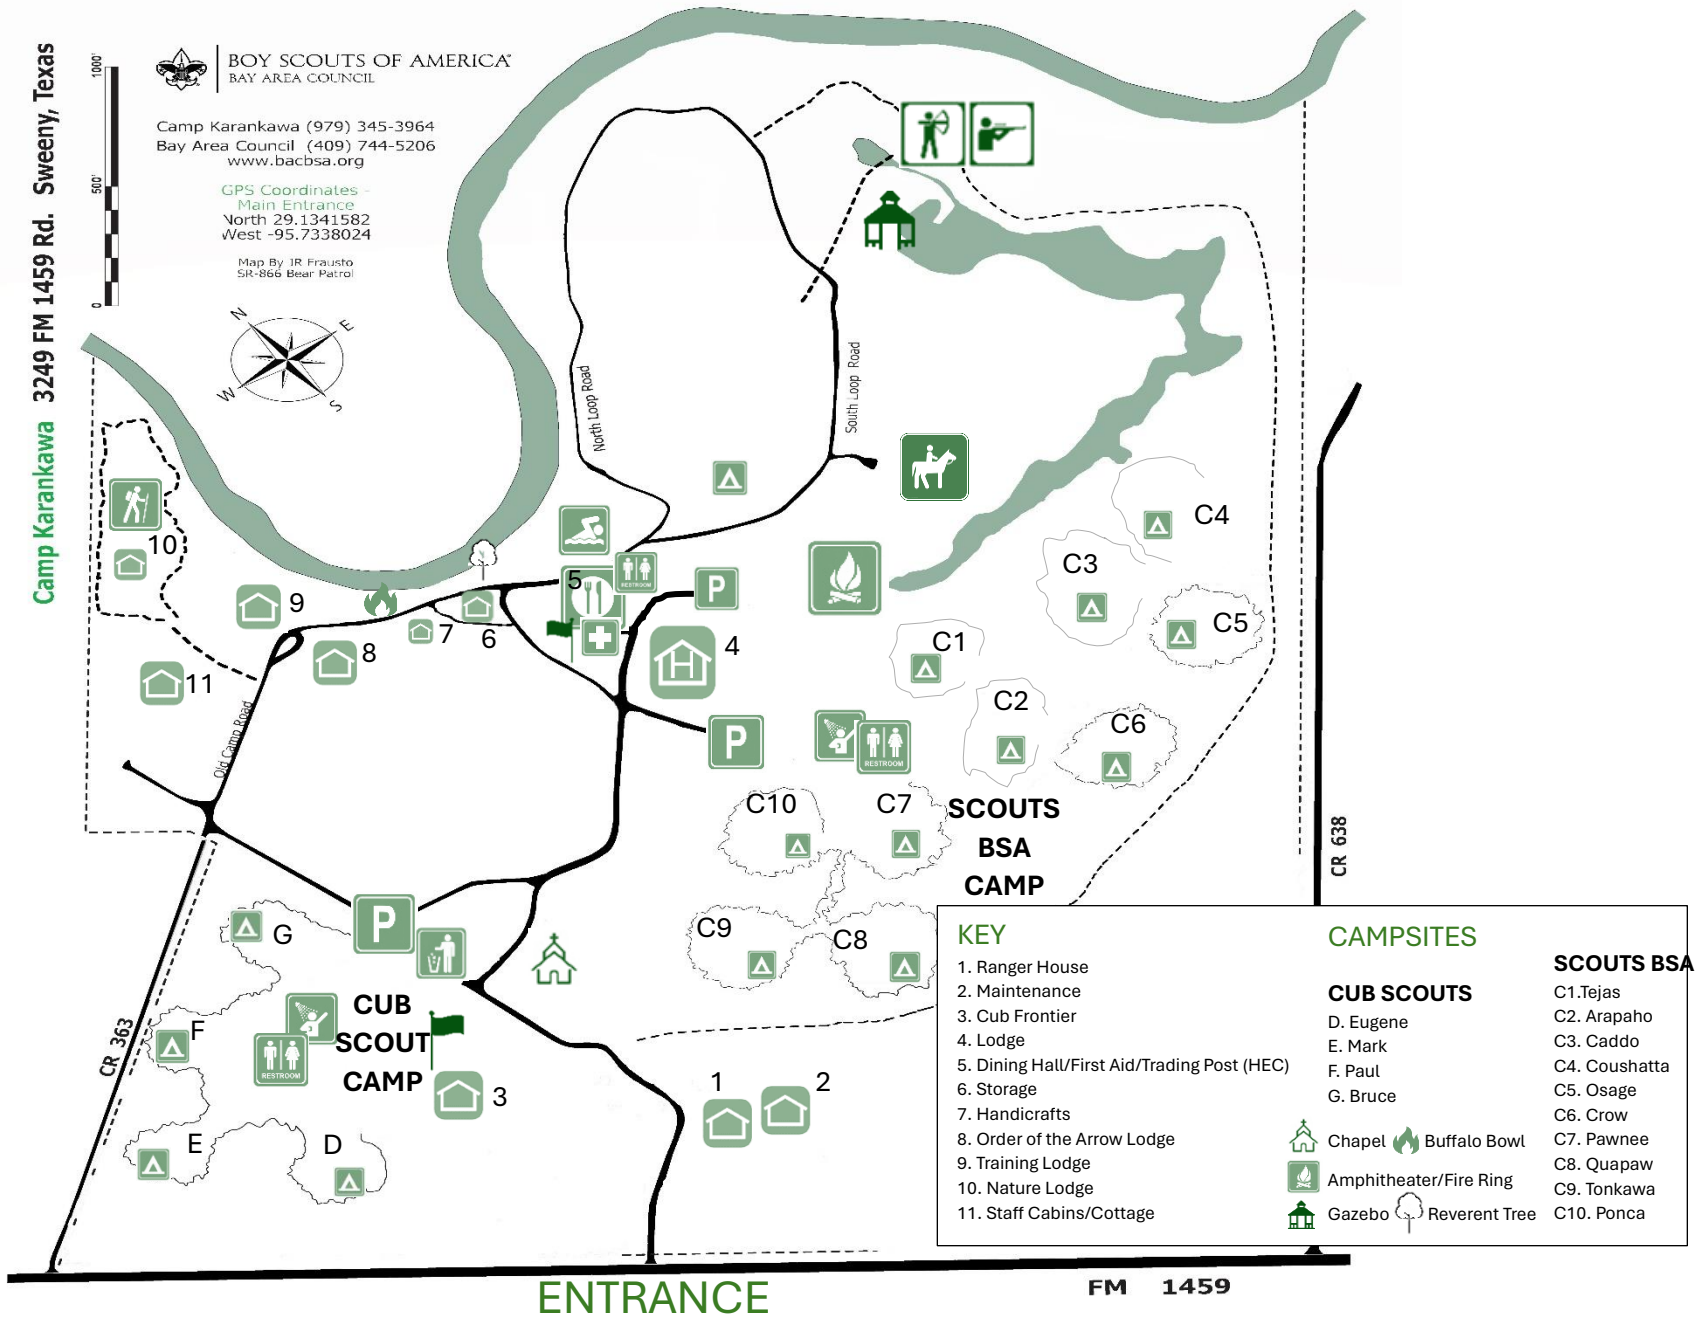 Camp Karankawa 3249 FM 1459 Rd. Sweeny, Texas
1000'
500'
0
BOY SCOUTS OF AMERICA
BAY AREA COUNCIL
Camp Karankawa (979) 345-3964
Bay Area Council (409) 744-5206
www.bacbsa.org
GPS Coordinates -
Main Entrance
North 29.1341582
West -95.7338024
Map By JR Frausto
SR-866 Bear Patrol
N
E
W
S
North Loop Road
South Loop Road
C4
C3
C5
10
9
5
RESTROOM
P
7
6
8
4
C1
11
H
C2
C6
Old Camp Road
P
RESTROOM
C10
C7
SCOUTS
BSA
CAMP
CR 638
P
G
C9
C8
CUB
SCOUT
CAMP
F
CR 363
RESTROOM
3
1
2
E
D
KEY
1. Ranger House
2. Maintenance
3. Cub Frontier
4. Lodge
5. Dining Hall/First Aid/Trading Post (HEC)
6. Storage
7. Handicrafts
8. Order of the Arrow Lodge
9. Training Lodge
10. Nature Lodge
11. Staff Cabins/Cottage
CAMPSITES
CUB SCOUTS
D. Eugene
E. Mark
F. Paul
G. Bruce
Chapel
Buffalo Bowl
Amphitheater/Fire Ring
Gazebo
Reverent Tree
SCOUTS BSA
C1.Tejas
C2. Arapaho
C3. Caddo
C4. Coushatta
C5. Osage
C6. Crow
C7. Pawnee
C8. Quapaw
C9. Tonkawa
C10. Ponca
ENTRANCE
FM 1459